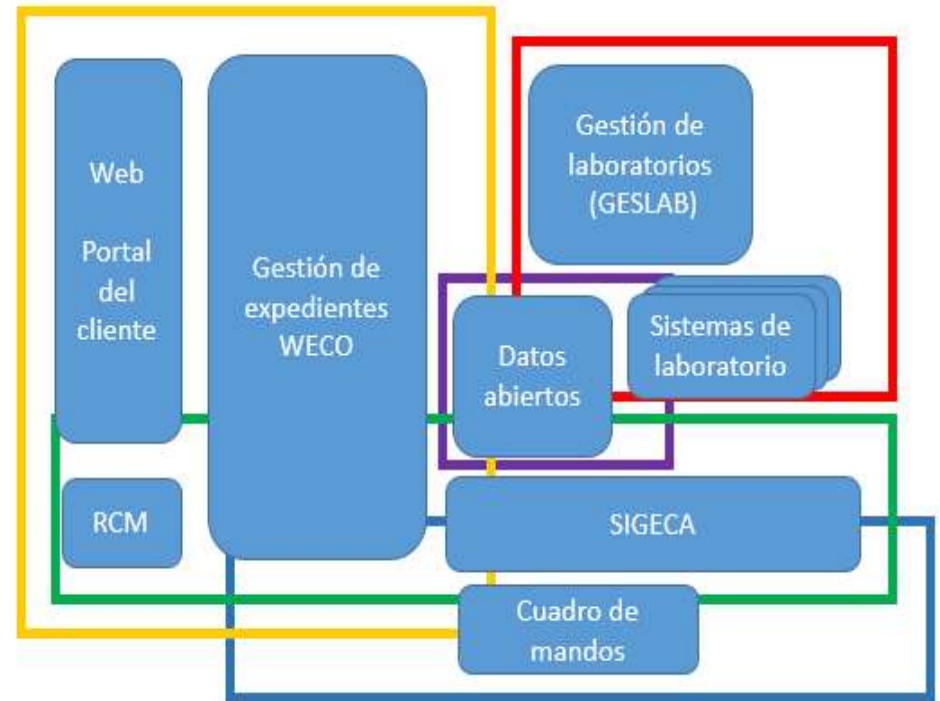 Web
Portal
del
cliente
Gestión de
expedientes
WECO
Gestión de
laboratorios
(GESLAB)
Datos
abiertos
Sistemas de
laboratorio
RCM
SIGECA
Cuadro de
mandos